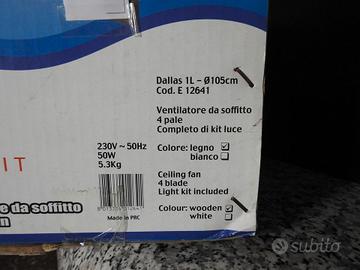 Dallas 1L - Ø105cm
Cod. E 12641
Ventilatore da soffitto
4 pale
Completo di kit luce
230V ~ 50Hz
50W
5.3Kg
Colore: legno
bianco
IT
Ceiling fan
4 blade
Light kit included
Made in PRC
Colour: wooden
white
e da soffitto
n
subito